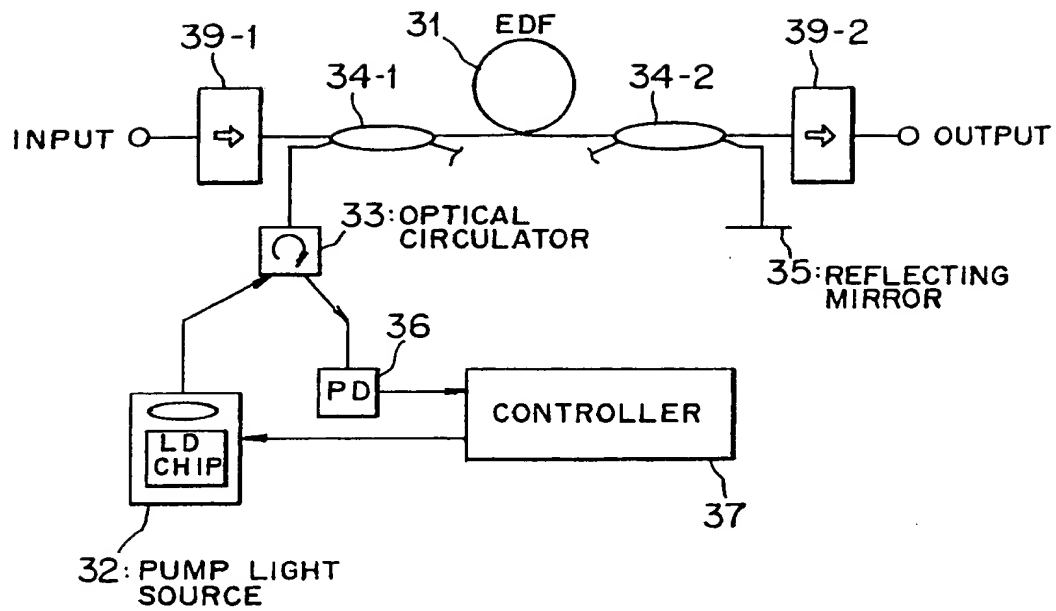 31
EDF
39-1
34-1
34-2
39-2
INPUT
OUTPUT
33: OPTICAL
CIRCULATOR
35: REFLECTING
MIRROR
36
PD
CONTROLLER
LD
CHIP
37
32: PUMP LIGHT
SOURCE